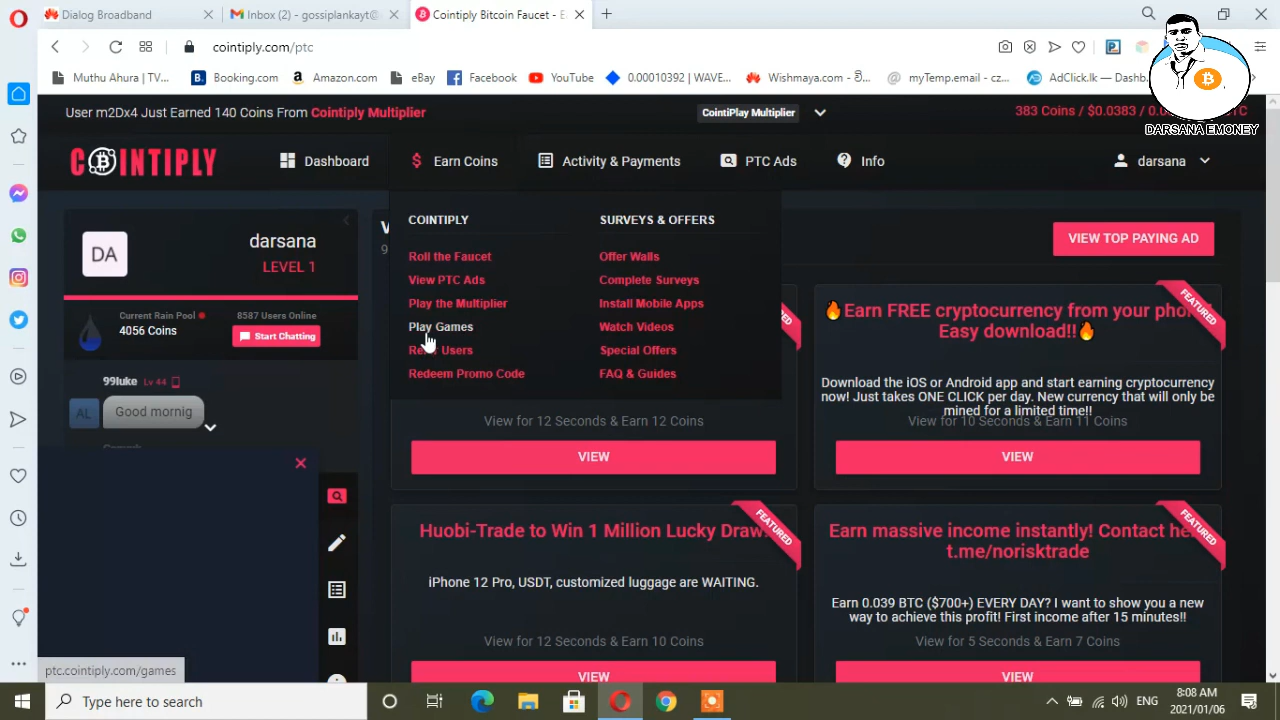 Dialog Broadband
Inbox (2) - gossiplankayt@
Cointiply Bitcoin Faucet - E
cointiply.com/ptc
Muthu Ahura | TV...
Booking.com
Amazon.com
eBay
Facebook
YouTube
0.00010392 | WAVE...
Wishmaya.com - වි...
myTemp.email - cz...
AdClick.lk — Dashb...
DARSANA EMONEY
User m2Dx4 Just Earned 140 Coins From Cointiply Multiplier
CointiPlay Multiplier
383 Coins / $0.0383 / 0.0
TC
COINTIPLY
Dashboard
Earn Coins
Activity & Payments
PTC Ads
Info
darsana
DA
darsana
LEVEL 1
Current Rain Pool
4056 Coins
8587 Users Online
Start Chatting
99luke Lv 44
AL
Good mornig
COINTIPLY
Roll the Faucet
View PTC Ads
Play the Multiplier
Play Games
Refer Users
Redeem Promo Code
SURVEYS & OFFERS
Offer Walls
Complete Surveys
Install Mobile Apps
Watch Videos
Special Offers
FAQ & Guides
VIEW TOP PAYING AD
View for 12 Seconds & Earn 12 Coins
VIEW
FEATURED
🔥Earn FREE cryptocurrency from your pho
Easy download!!🔥
Download the iOS or Android app and start earning cryptocurrency
now! Just takes ONE CLICK per day. New currency that will only be
mined for a limited time!!
View for 10 Seconds & Earn 11 Coins
VIEW
FEATURED
Huobi-Trade to Win 1 Million Lucky Draw
iPhone 12 Pro, USDT, customized luggage are WAITING.
View for 12 Seconds & Earn 10 Coins
VIEW
FEATURED
Earn massive income instantly! Contact he
t.me/norisktrade
Earn 0.039 BTC ($700+) EVERY DAY? I want to show you a new
way to achieve this profit! First income after 15 minutes!!
View for 5 Seconds & Earn 7 Coins
VIEW
ptc.cointiply.com/games
Type here to search
ENG
8:08 AM
2021/01/06